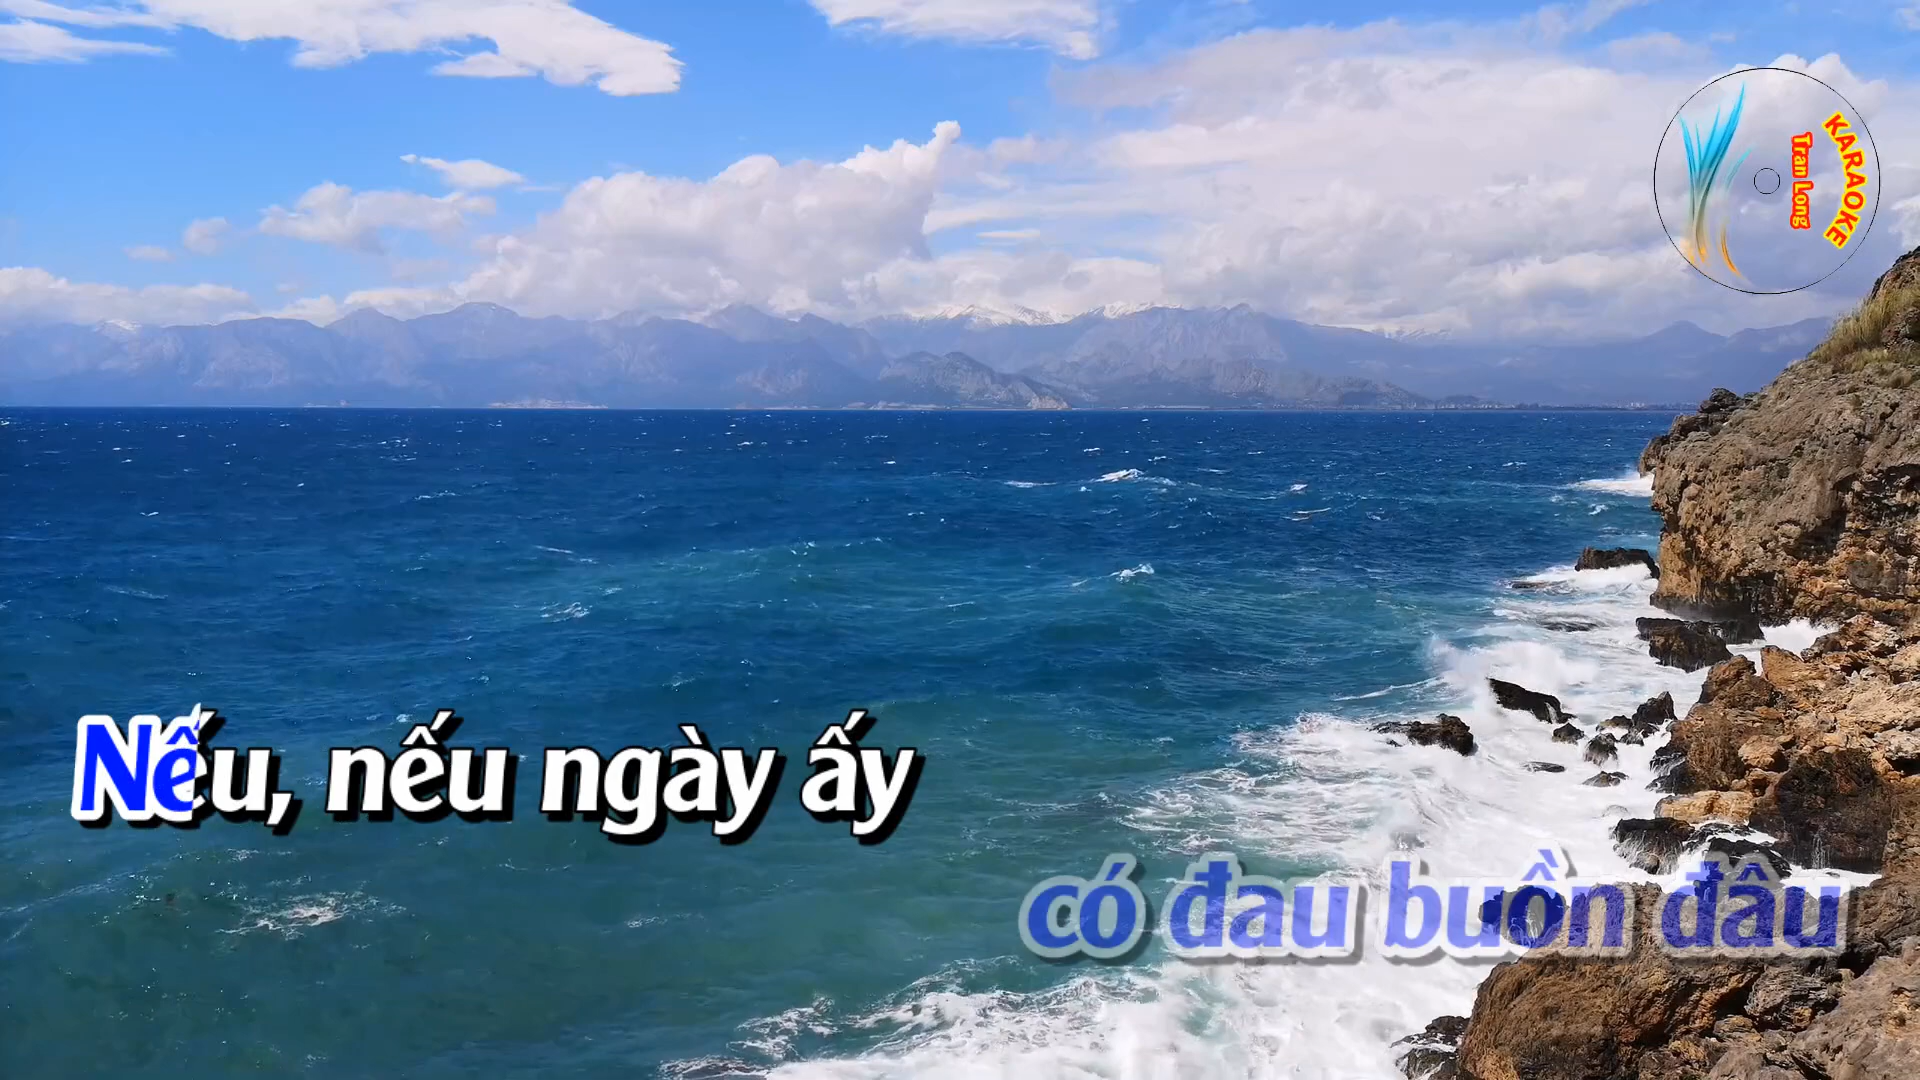 KARAOKE
Tran Long
Nếu, nếu ngày ấy
có đau buồn đâu